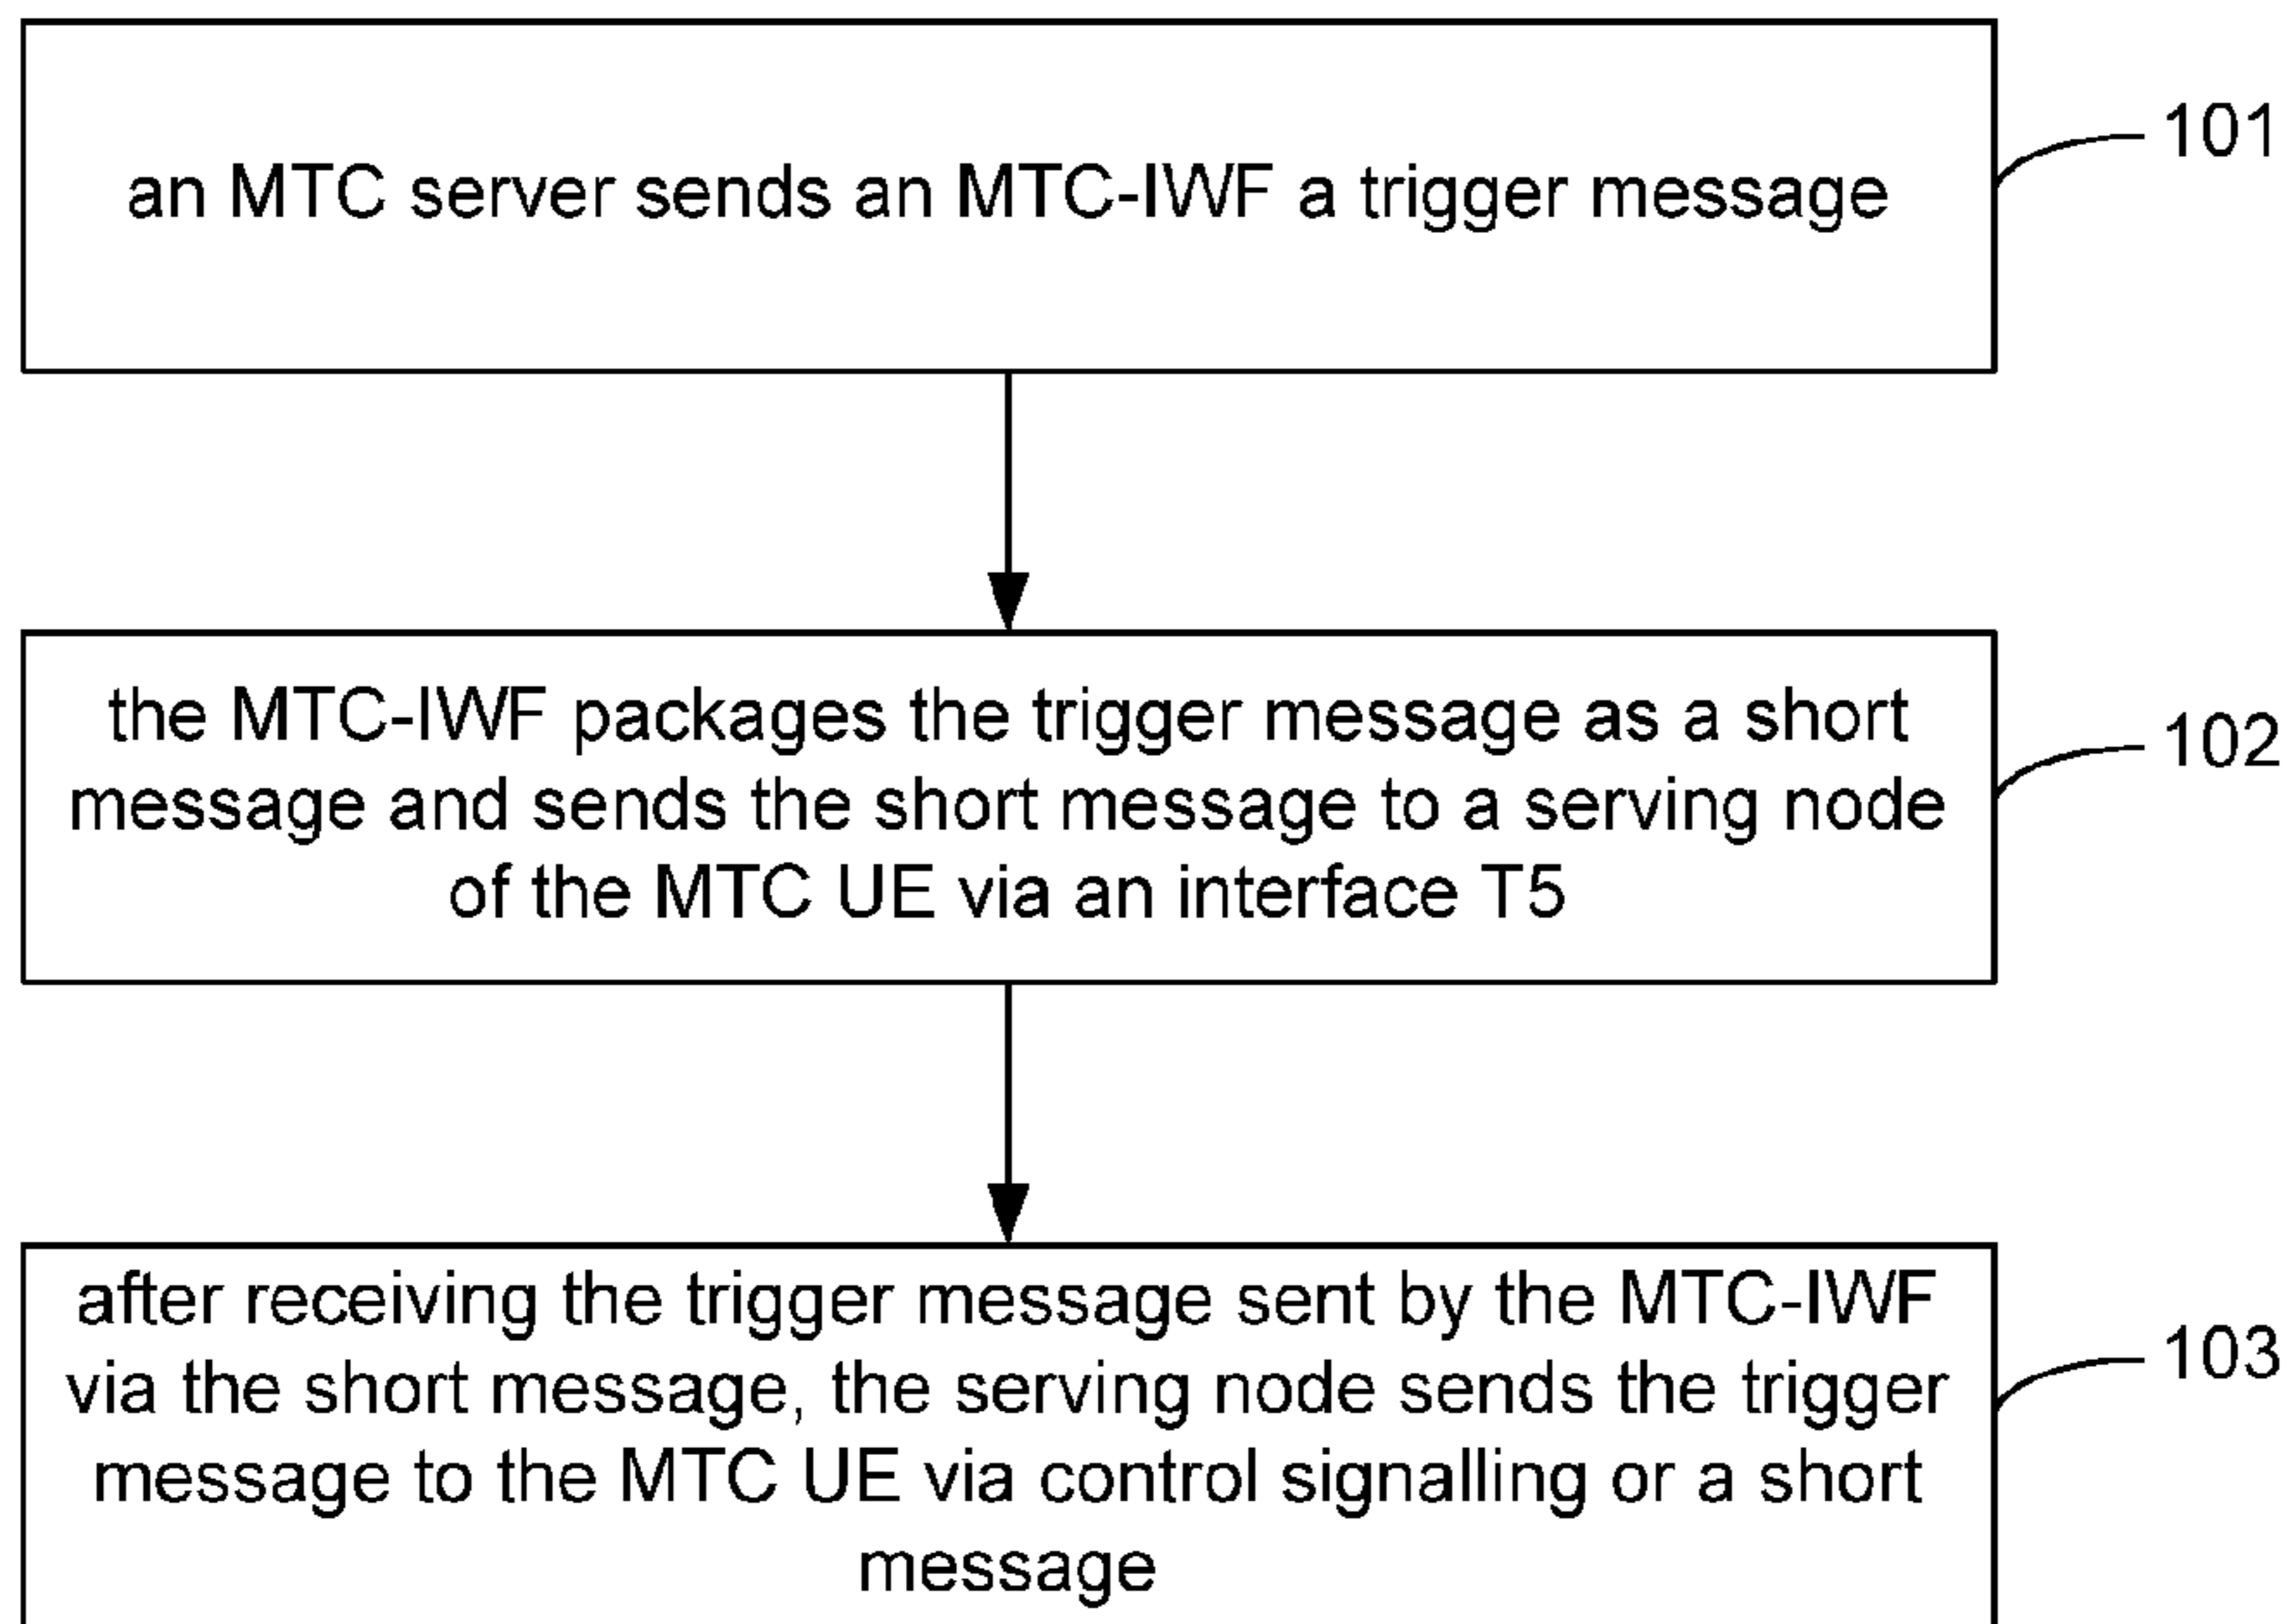 an MTC server sends an MTC-IWF a trigger message
101
the MTC-IWF packages the trigger message as a short
message and sends the short message to a serving node
of the MTC UE via an interface T5
102
after receiving the trigger message sent by the MTC-IWF
via the short message, the serving node sends the trigger
message to the MTC UE via control signalling or a short
message
103